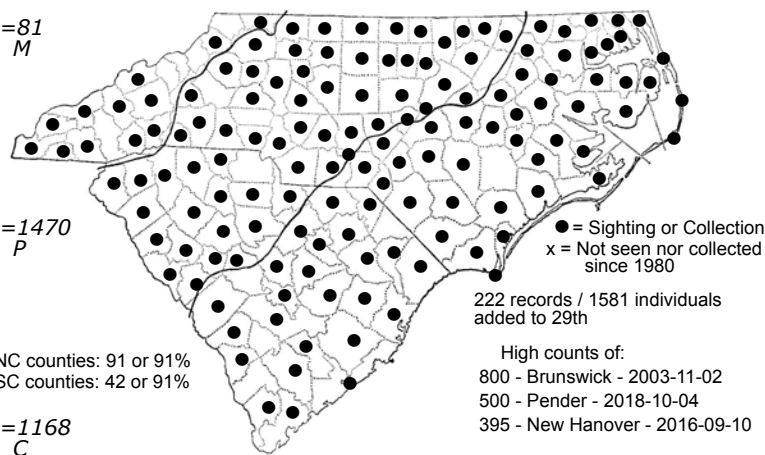 =81
M
=1470
P
= Sighting or Collection
x = Not seen nor collected
since 1980
222 records / 1581 individuals
added to 29th
NC counties: 91 or 91%
SC counties: 42 or 91%
High counts of:
800 - Brunswick - 2003-11-02
500 - Pender - 2018-10-04
395 - New Hanover - 2016-09-10
=1168
C